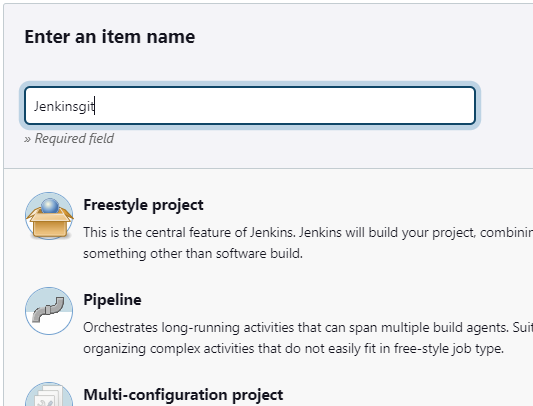 Enter an item name
Jenkinsgit
» Required field
Freestyle project
This is the central feature of Jenkins. Jenkins will build your project, combinin
something other than software build.
Pipeline
Orchestrates long-running activities that can span multiple build agents. Suit
organizing complex activities that do not easily fit in free-style job type.
Multi-configuration project